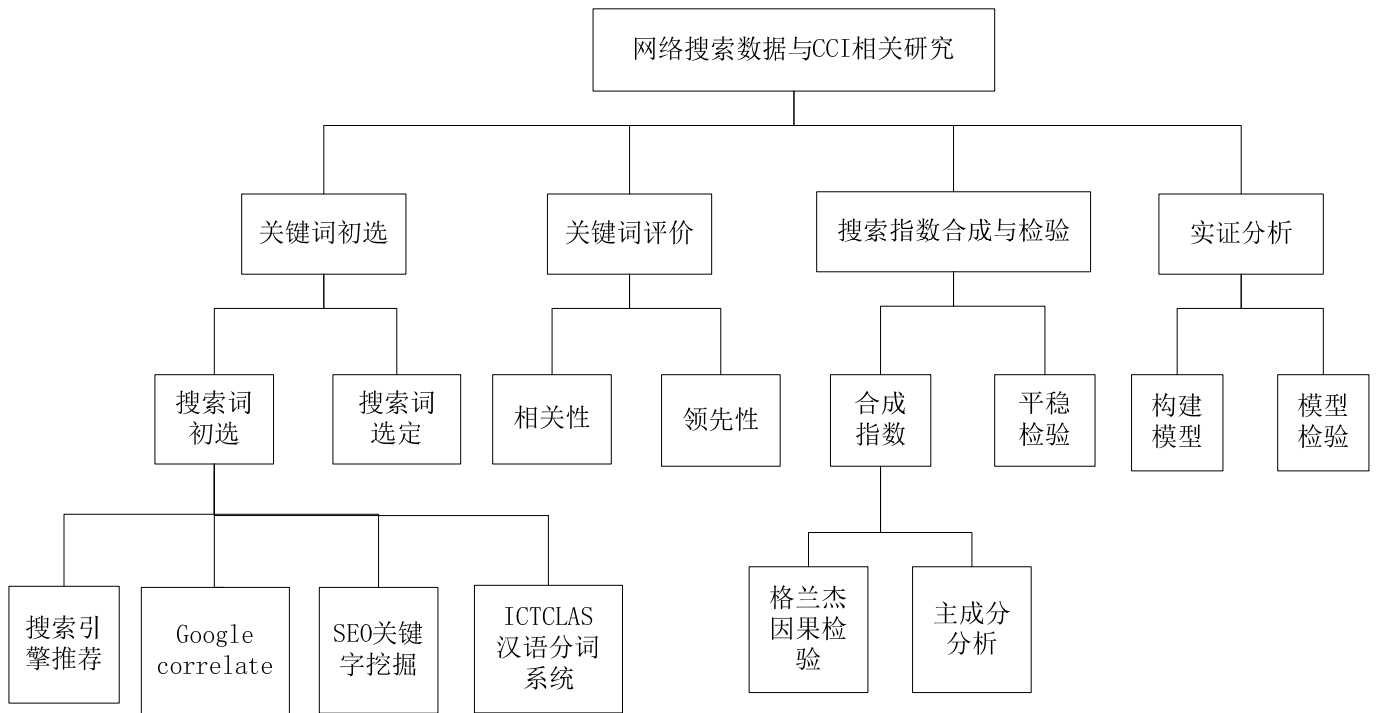 网络搜索数据与CCI相关研究
关键词初选
关键词评价
搜索指数合成与检验
实证分析
搜索词
初选
搜索词
选定
相关性
领先性
合成
指数
平稳
检验
构建
模型
模型
检验
搜索引
擎推荐
Google
correlate
SEO关键
字挖掘
ICTCLAS
汉语分词
系统
格兰杰
因果检
验
主成分
分析